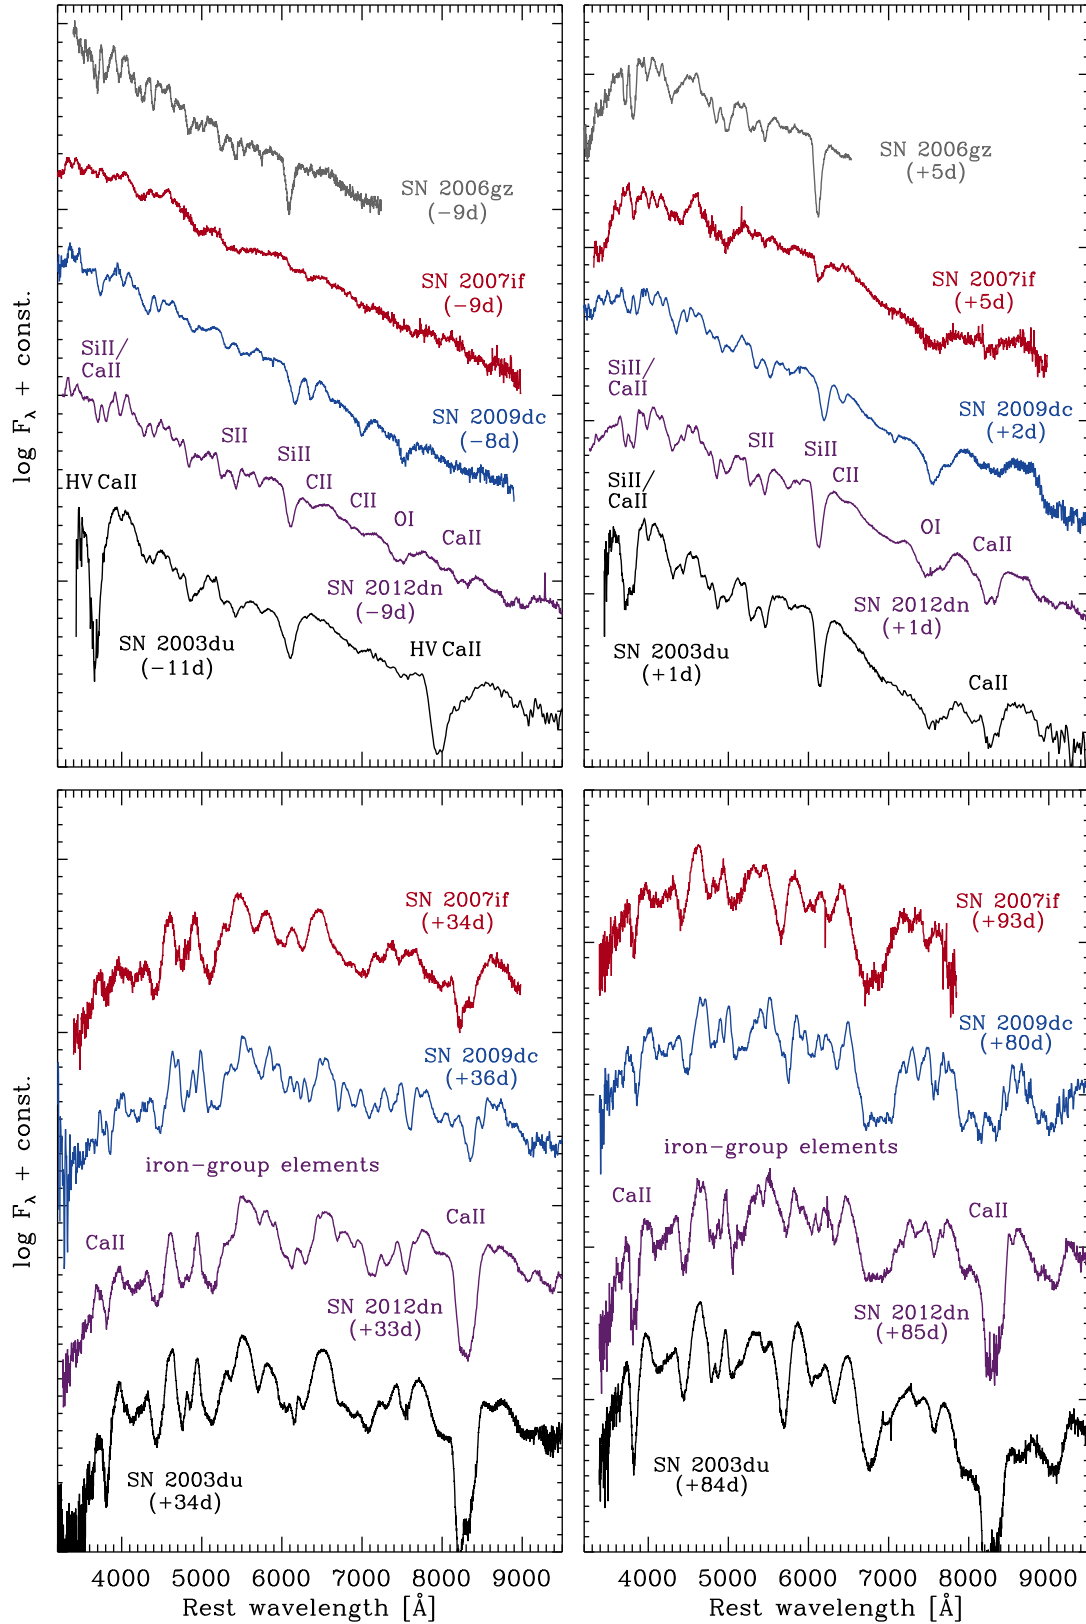 SN 2006gz
(−9d)
SN 2007if
(−9d)
SN 2009dc
(−8d)
SiII/
CaII
SII
SiII
CII
CII
OI
CaII
HV CaII
SN 2012dn
(−9d)
SN 2003du
(−11d)
HV CaII
log Fλ + const.
SN 2006gz
(+5d)
SN 2007if
(+5d)
SN 2009dc
(+2d)
SiII/
CaII
SII
SiII
CII
SiII/
CaII
OI
CaII
SN 2012dn
(+1d)
SN 2003du
(+1d)
CaII
SN 2007if
(+34d)
SN 2009dc
(+36d)
iron-group elements
CaII
CaII
SN 2012dn
(+33d)
SN 2003du
(+34d)
log Fλ + const.
4000 5000 6000 7000 8000 9000
Rest wavelength [Å]
SN 2007if
(+93d)
SN 2009dc
(+80d)
iron-group elements
CaII
CaII
SN 2012dn
(+85d)
SN 2003du
(+84d)
4000 5000 6000 7000 8000 9000
Rest wavelength [Å]